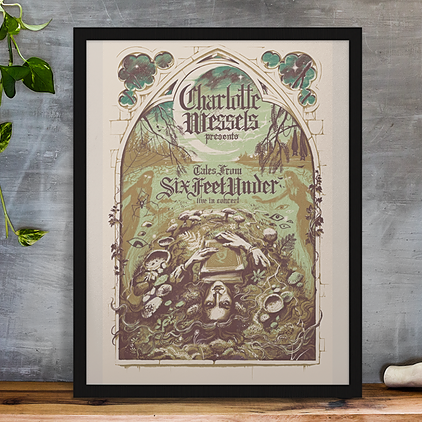 Charlotte
Wessels
presents
Tales From
Six Feet Under
live in concert